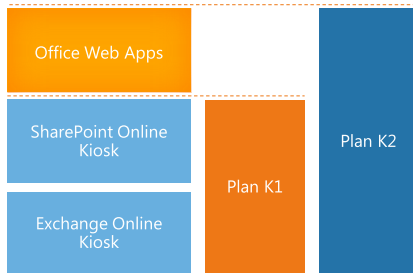 Office Web Apps
SharePoint Online
Kiosk
Plan K2
Plan K1
Exchange Online
Kiosk